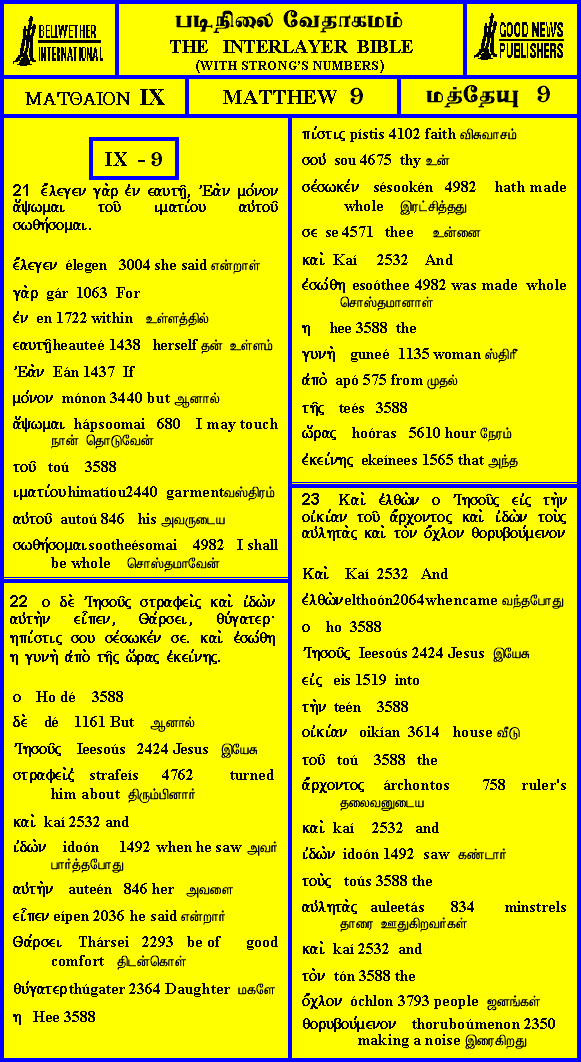 BELLWETHER
INTERNATIONAL
படிநிலை வேதாகமம்
THE INTERLAYER BIBLE
(WITH STRONG'S NUMBERS)
GOOD NEWS
PUBLISHERS
ΜΑΤΘΑΙΟΝ IX
MATTHEW 9
மத்தேயு 9
IX - 9
21 ἔλεγεν γὰρ ἐν εαυτῇ, Ἐὰν μόνον
ἅψωμαι τοῦ ιματίου αὐτοῦ
σωθήσομαι..
ἔλεγεν élegen 3004 she said என்றாள்
γὰρ gár 1063 For
ἐν en 1722 within உள்ளத்தில்
εαυτῇ heauteé 1438 herself தன் உள்ளம்
Ἐὰν Eán 1437 If
μόνον mónon 3440 but ஆனால்
ἅψωμαι hápsoomai 680 I may touch
நான் தொடுவேன்
τοῦ toú 3588
ιματίου himatíou 2440 garment வஸ்திரம்
αὐτοῦ autoú 846 his அவருடைய
σωθήσομαι sootheésomai 4982 I shall
be whole சொஸ்தமாவேன்
22 ο δὲ Ἰησοῦς στραφεὶς καὶ ἰδὼν
αὐτὴν εἶπεν, Θάρσει, θύγατερ·
ηπίστις σου σέσωκέν σε. καὶ ἐσώθη
η γυνὴ ἀπὸ τῆς ὥρας ἐκείνης.
ο Ho dé 3588
δὲ dé 1161 But ஆனால்
Ἰησοῦς Ieesoús 2424 Jesus இயேசு
στραφεὶς strafeís 4762 turned
him about திரும்பினார்
καὶ kaí 2532 and
ἰδὼν idoón 1492 when he saw அவர்
பார்த்தபோது
αὐτὴν auteén 846 her அவளை
εἶπεν eípen 2036 he said என்றார்
Θάρσει Thársei 2293 be of good
comfort திடன்கொள்
θύγατερ thúgater 2364 Daughter மகளே
η Hee 3588
πίστις pístis 4102 faith விசுவாசம்
σού sou 4675 thy உன்
σέσωκέν sésookén 4982 hath made
whole இரட்சித்தது
σε se 4571 thee உன்னை
καὶ Kaí 2532 And
ἐσώθη esoóthee 4982 was made whole
சொஸ்தமானாள்
η hee 3588 the
γυνὴ guneé 1135 woman ஸ்திரீ
ἀπὸ apó 575 from முதல்
τῆς teés 3588
ὥρας hoóras 5610 hour நேரம்
ἐκείνης ekeínees 1565 that அந்த
23 Καὶ ἐλθὼν ο Ἰησοῦς εἰς τὴν
οἰκίαν τοῦ ἄρχοντος καὶ ἰδὼν τοὺς
αὐλητὰς καὶ τὸν ὄχλον θορυβούμενον
Καὶ Kaí 2532 And
ἐλθὼν elthoón 2064 when came வந்தபோது
ο ho 3588
Ἰησοῦς Ieesoús 2424 Jesus இயேசு
εἰς eis 1519 into
τὴν teén 3588
οἰκίαν oikían 3614 house வீடு
τοῦ toú 3588 the
ἄρχοντος árchontos 758 ruler's
தலைவனுடைய
καὶ kaí 2532 and
ἰδὼν idoón 1492 saw கண்டார்
τοὺς toús 3588 the
αὐλητὰς auleetás 834 minstrels
தாரை ஊதுகிறவர்கள்
καὶ kaí 2532 and
τὸν tón 3588 the
ὄχλον óchlon 3793 people ஜனங்கள்
θορυβούμενον thoruboúmenon 2350
making a noise இரைகிறது